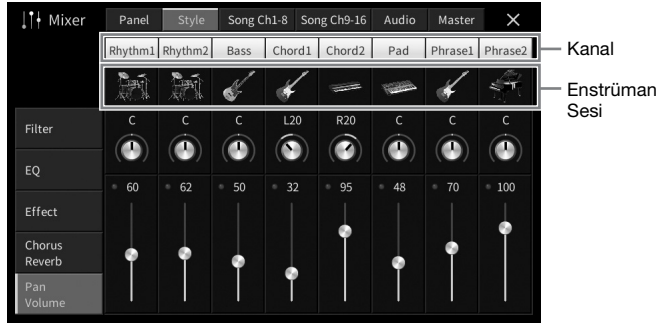 Mixer Panel Style Song Ch1-8 Song Ch9-16 Audio Master ×
Rhythm1 Rhythm2 Bass Chord1 Chord2 Pad Phrase1 Phrase2 Kanal
Enstrüman
Sesi
Filter
C C C L20 R20 C C C
EQ
60 62 50 32 95 48 70 100
Effect
Chorus
Reverb
Pan
Volume